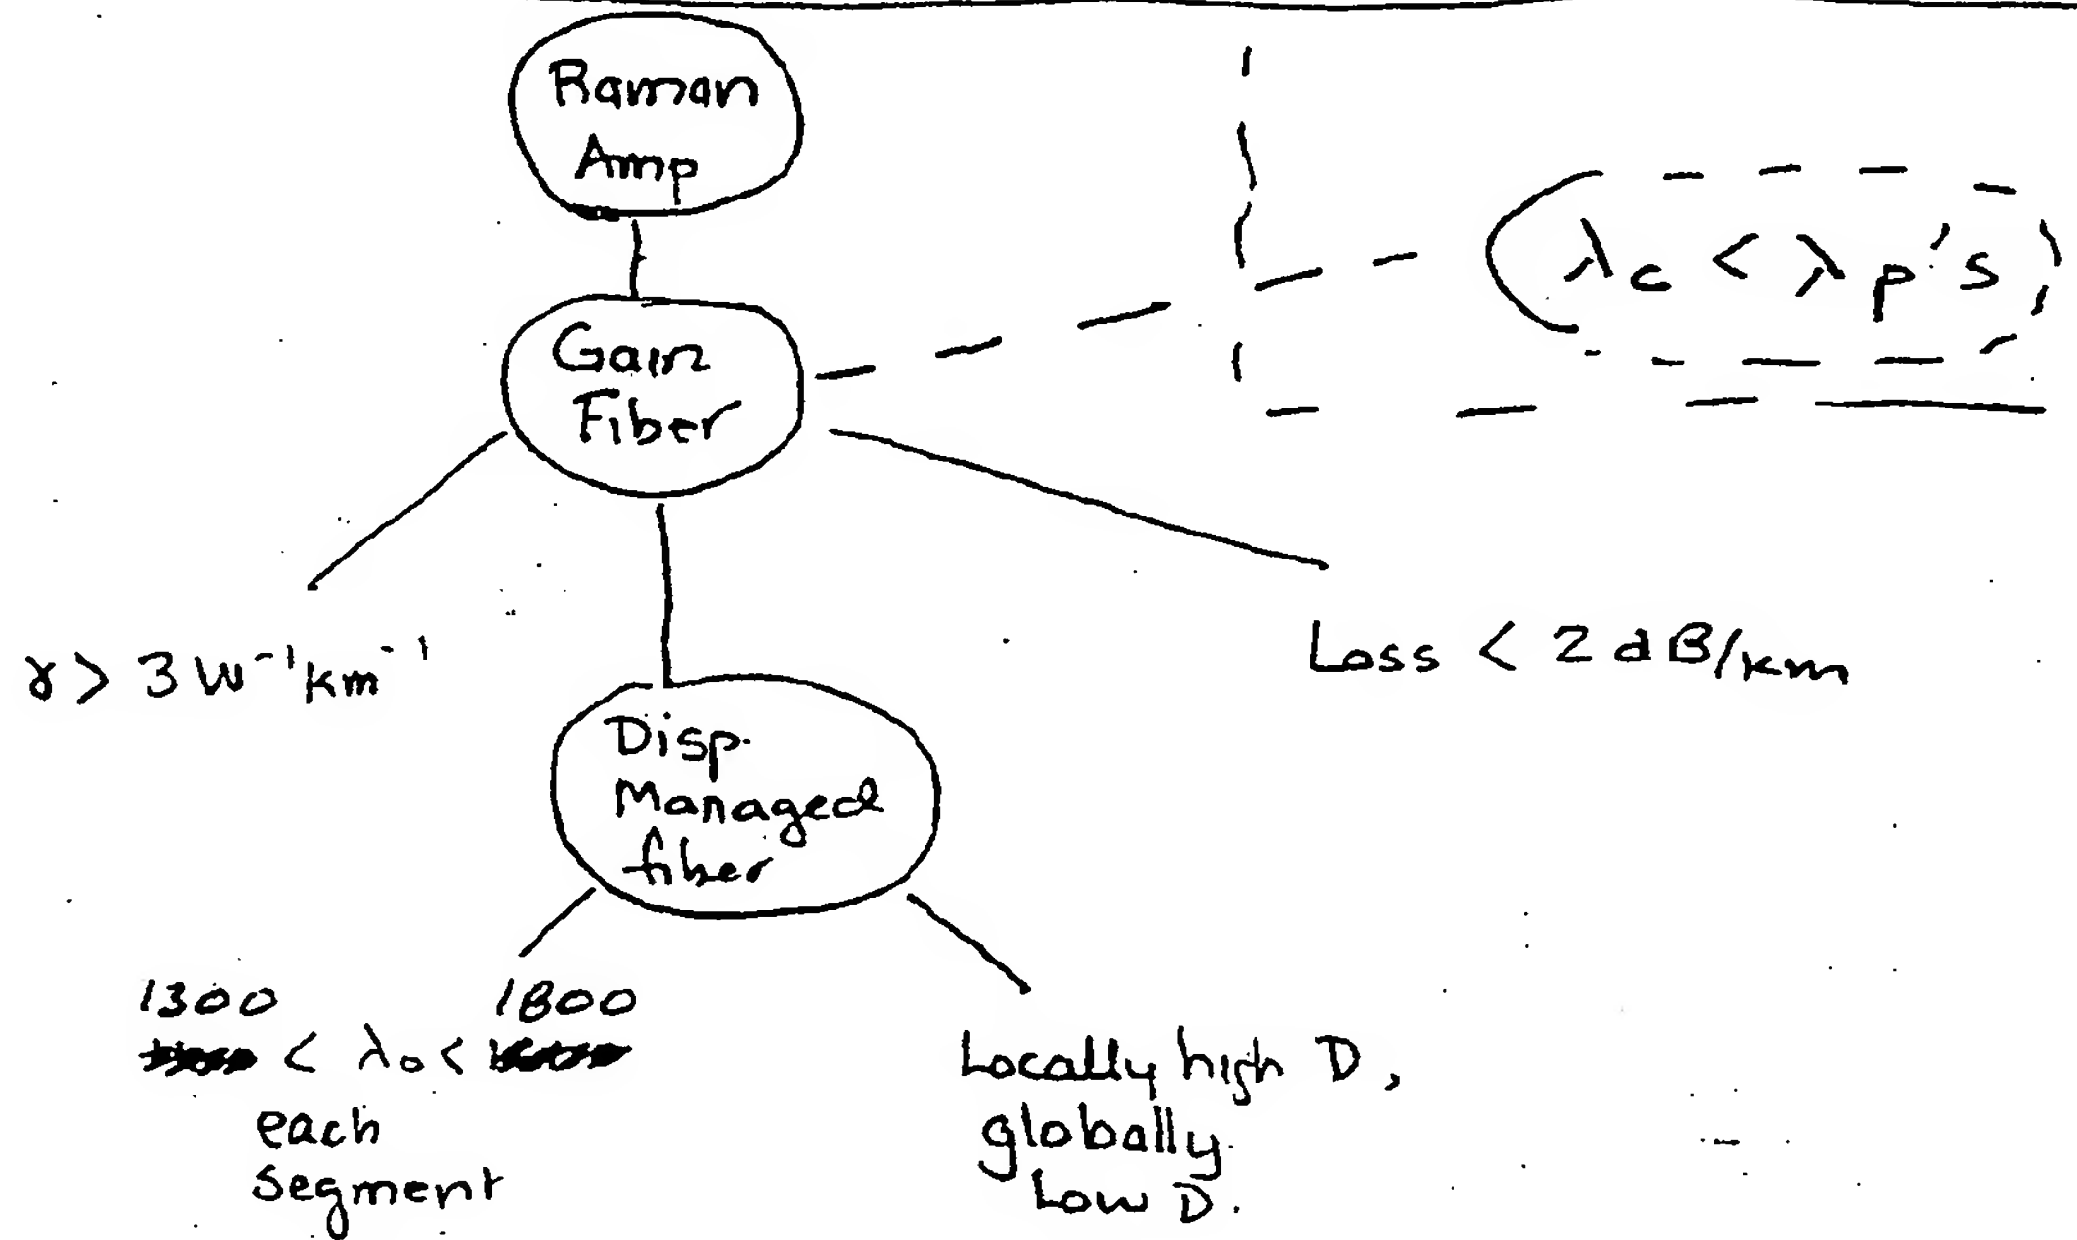 Raman
Amp
λc < λp's
Gain
Fiber
γ > 3 W⁻¹km⁻¹
Loss < 2 dB/km
Disp.
Managed
fiber
1300 1800
< λo <
each
segment
Locally high D,
globally
Low D.